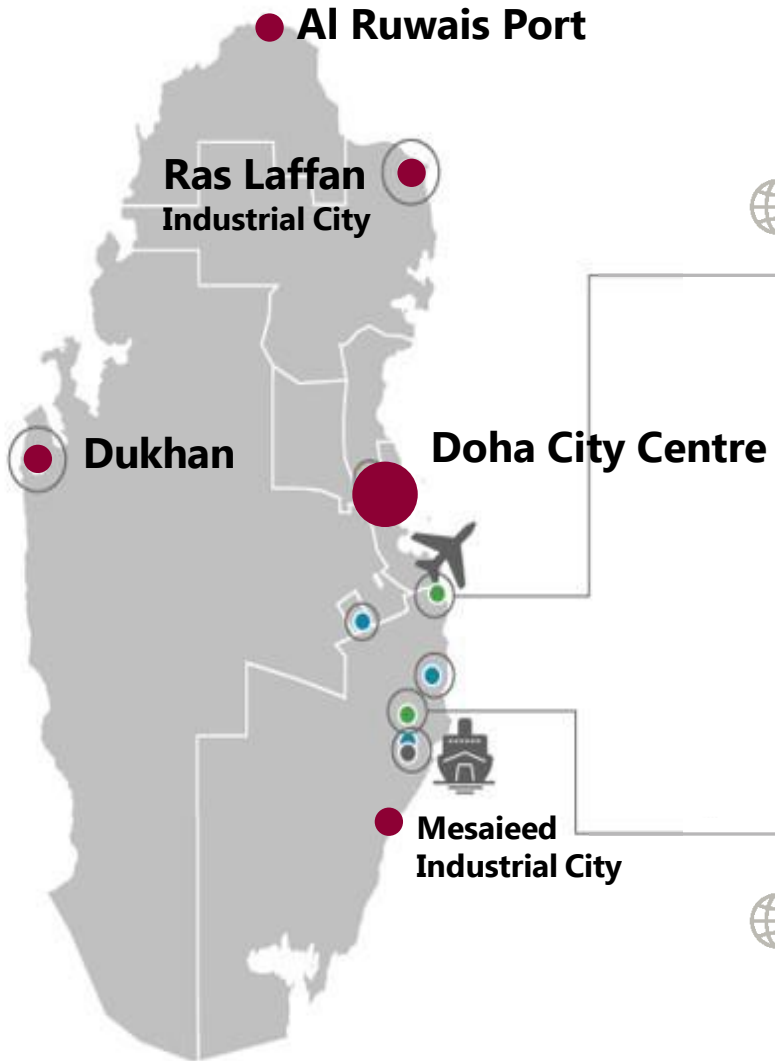 Al Ruwais Port
Ras Laffan
Industrial City
Dukhan
Doha City Centre
Mesaieed
Industrial City